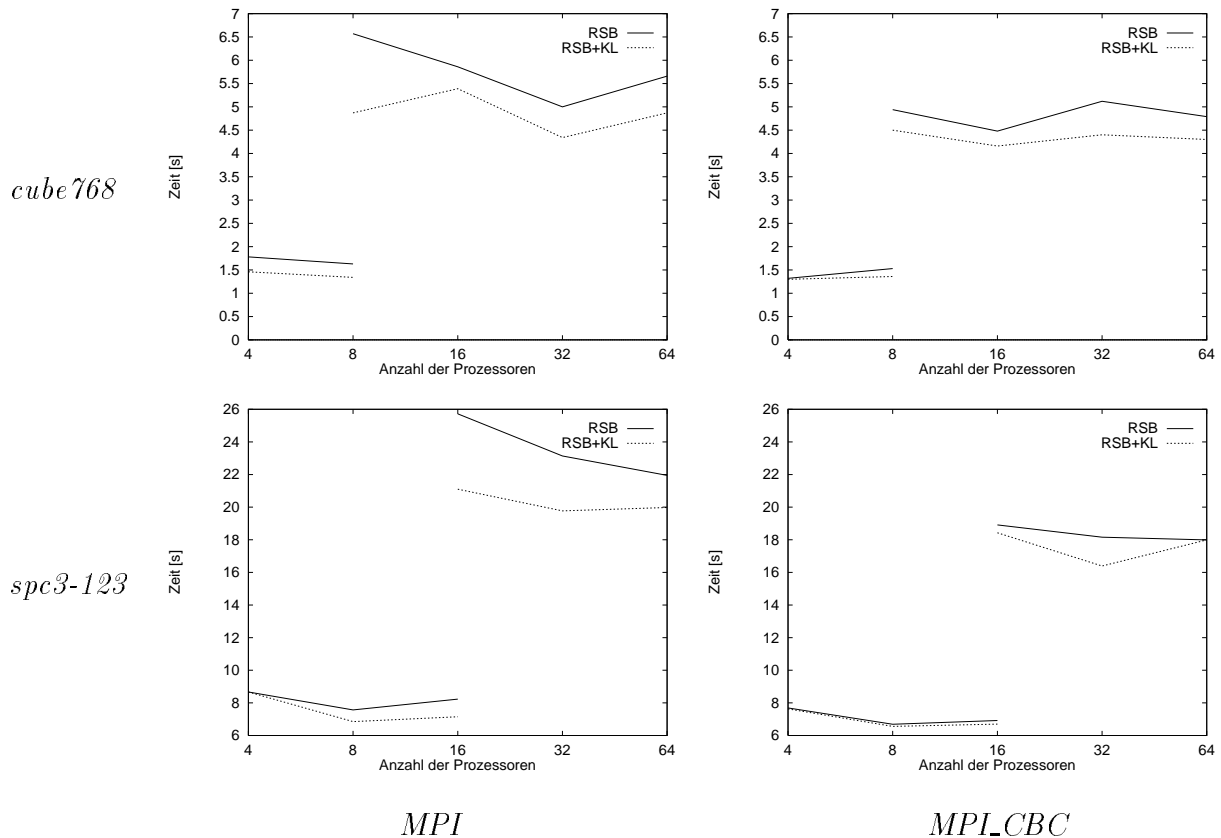 cube768
7
6.5
6
5.5
5
4.5
4
3.5
3
2.5
2
1.5
1
0.5
0
Zeit [s]
RSB
RSB+KL
4 8 16 32 64
Anzahl der Prozessoren
7
6.5
6
5.5
5
4.5
4
3.5
3
2.5
2
1.5
1
0.5
0
Zeit [s]
RSB
RSB+KL
4 8 16 32 64
Anzahl der Prozessoren
spc3-123
26
24
22
20
18
16
14
12
10
8
6
Zeit [s]
RSB
RSB+KL
4 8 16 32 64
Anzahl der Prozessoren
26
24
22
20
18
16
14
12
10
8
6
Zeit [s]
RSB
RSB+KL
4 8 16 32 64
Anzahl der Prozessoren
MPI
MPI_CBC